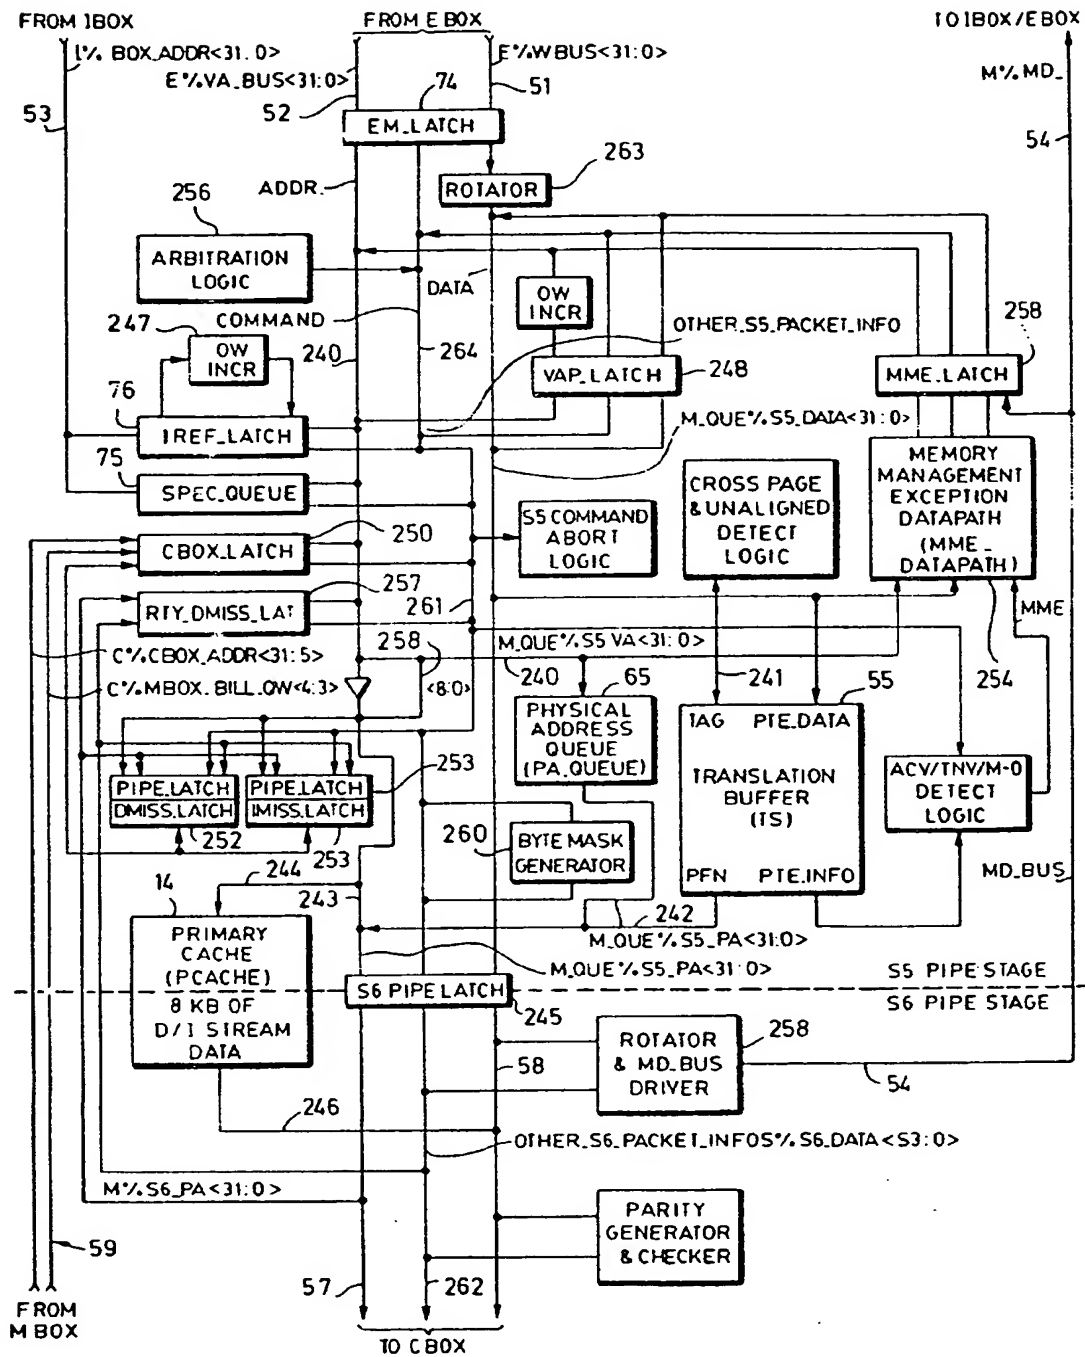 FROM IBOX
FROM E BOX
TO IBOX/EBOX
I%.BOX_ADDR<31:0>
E%.WBUS<31:0>
E%.VA_BUS<31:0>
M%.MD_
52
74
51
53
54
EM_LATCH
263
ADDR.
ROTATOR
256
ARBITRATION
LOGIC
DATA
OW
INCR
COMMAND
247
OTHER_S5_PACKET_INFO
258
OW
INCR
240
264
76
VAP_LATCH
248
MME_LATCH
IREF_LATCH
M_QUE%.S5_DATA<31:0>
75
MEMORY
MANAGEMENT
EXCEPTION
DATAPATH
(MME_
DATAPATH)
SPEC_QUEUE
CROSS PAGE
& UNALIGNED
DETECT
LOGIC
S5 COMMAND
ABORT
LOGIC
250
CBOX_LATCH
257
RTY_DMISS_LAT
261
MME
C%.CBOX_ADDR<31:5>
258
M_QUE%.S5_VA<31:0>
240
65
241
55
254
C%.MBOX_BILL_OW<4:3>
<8:0>
PHYSICAL
ADDRESS
QUEUE
(PA_QUEUE)
TAG PTE_DATA
TRANSLATION
BUFFER
(TS)
PFN PTE.INFO
ACV/TNV/M-0
DETECT
LOGIC
253
PIPE_LATCH
DMISS_LATCH
PIPE_LATCH
IMISS_LATCH
252
253
260
BYTE MASK
GENERATOR
244
14
243
242
MD_BUS
PRIMARY
CACHE
(PCACHE)
8 KB OF
D/I STREAM
DATA
M_QUE%.S5_PA<31:0>
M_QUE%.S5_PA<31:0>
S5 PIPE STAGE
S6 PIPE LATCH
S6 PIPE STAGE
245
258
ROTATOR
& MD_BUS
DRIVER
58
54
246
OTHER_S6_PACKET_INFOS%.S6_DATA<S3:0>
M%.S6_PA<31:0>
PARITY
GENERATOR
& CHECKER
59
57
262
FROM
M BOX
TO CBOX